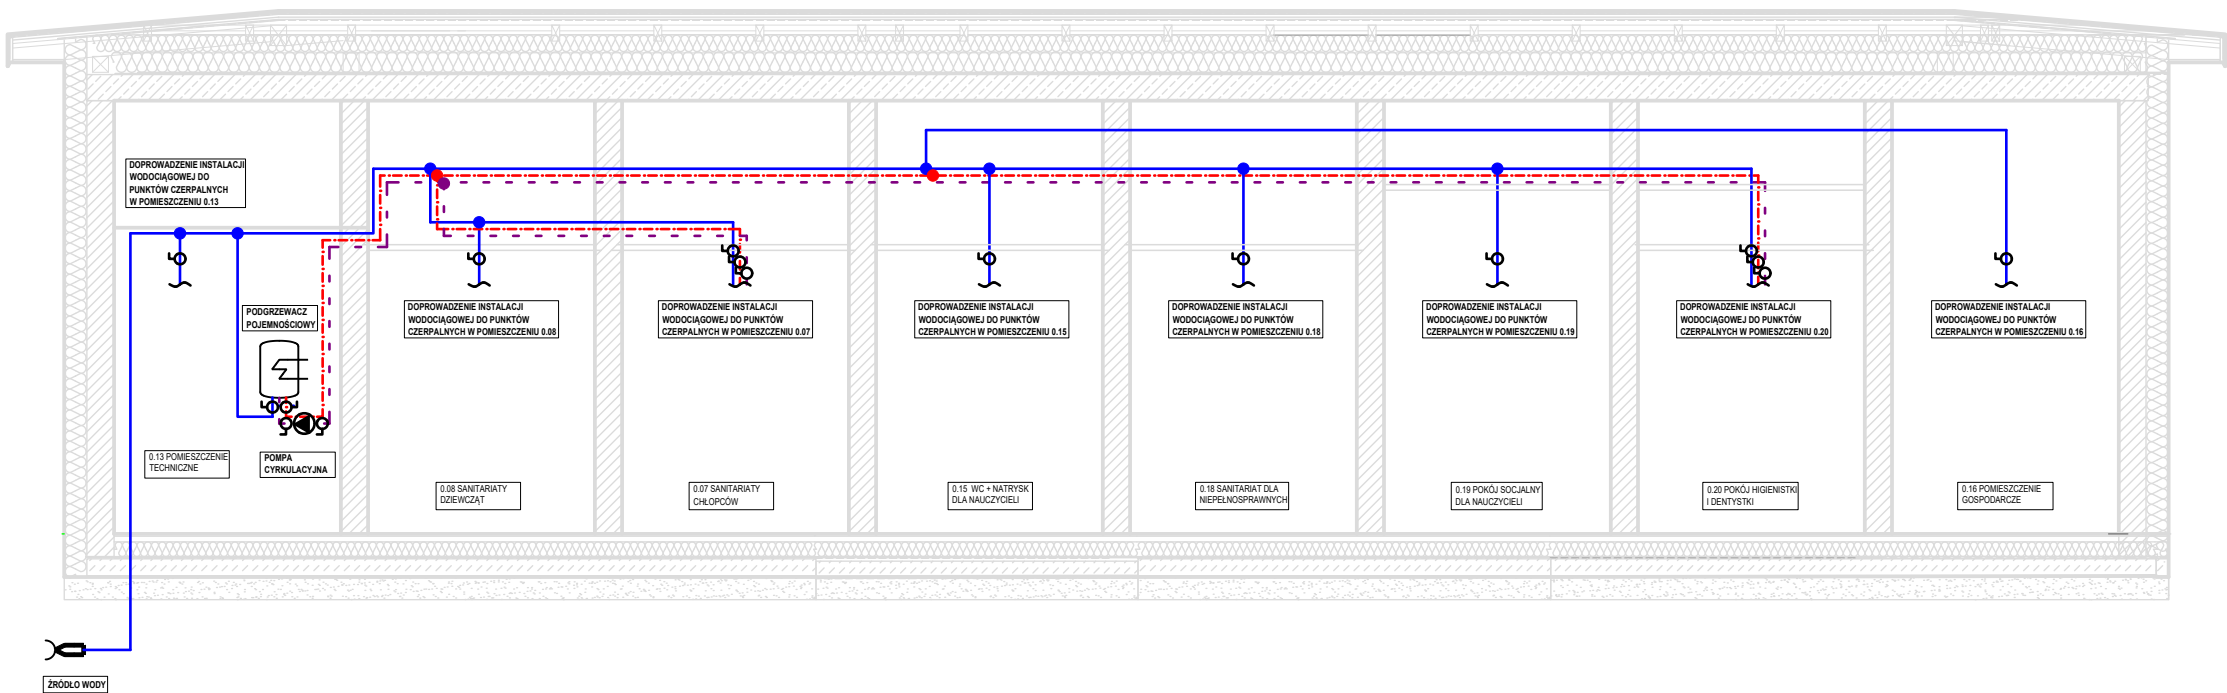 DOPROWADZENIE INSTALACJI
WODOCIĄGOWEJ DO
PUNKTÓW CZERPALNYCH
W POMIESZCZENIU 0.13
PODGRZEWACZ
POJEMNOŚCIOWY
DOPROWADZENIE INSTALACJI
WODOCIĄGOWEJ DO PUNKTÓW
CZERPALNYCH W POMIESZCZENIU 0.08
DOPROWADZENIE INSTALACJI
WODOCIĄGOWEJ DO PUNKTÓW
CZERPALNYCH W POMIESZCZENIU 0.07
DOPROWADZENIE INSTALACJI
WODOCIĄGOWEJ DO PUNKTÓW
CZERPALNYCH W POMIESZCZENIU 0.15
DOPROWADZENIE INSTALACJI
WODOCIĄGOWEJ DO PUNKTÓW
CZERPALNYCH W POMIESZCZENIU 0.18
DOPROWADZENIE INSTALACJI
WODOCIĄGOWEJ DO PUNKTÓW
CZERPALNYCH W POMIESZCZENIU 0.19
DOPROWADZENIE INSTALACJI
WODOCIĄGOWEJ DO PUNKTÓW
CZERPALNYCH W POMIESZCZENIU 0.20
DOPROWADZENIE INSTALACJI
WODOCIĄGOWEJ DO PUNKTÓW
CZERPALNYCH W POMIESZCZENIU 0.16
0.13 POMIESZCZENIE
TECHNICZNE
POMPA
CYRKULACYJNA
0.08 SANITARIATY
DZIEWCZĄT
0.07 SANITARIATY
CHŁOPCÓW
0.15 WC + NATRYSK
DLA NAUCZYCIELI
0.18 SANITARIAT DLA
NIEPEŁNOSPRAWNYCH
0.19 POKÓJ SOCJALNY
DLA NAUCZYCIELI
0.20 POKÓJ HIGIENISTKI
I DENTYSTKI
0.16 POMIESZCZENIE
GOSPODARCZE
ŹRÓDŁO WODY